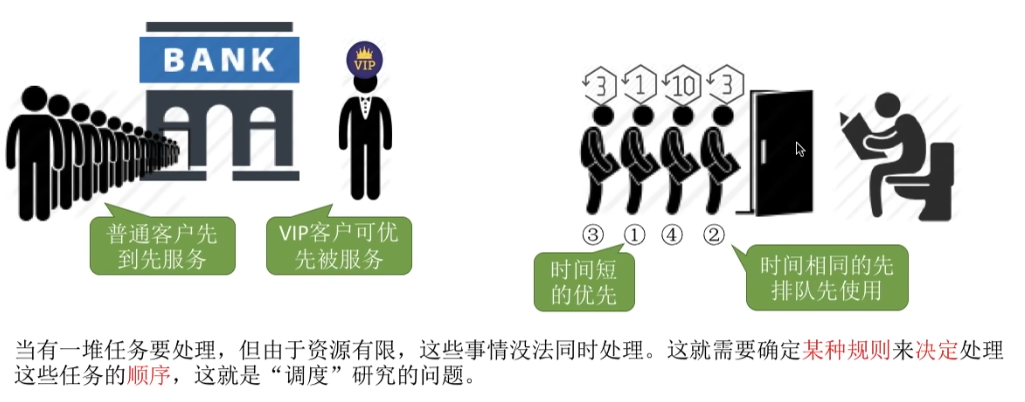 BANK
VIP
普通客户先
到先服务
VIP客户可优
先被服务
3 1 10 3
③ ① ④ ②
时间短
的优先
时间相同的先
排队先使用
当有一堆任务要处理，但由于资源有限，这些事情没法同时处理。这就需要确定某种规则来决定处理
这些任务的顺序，这就是“调度”研究的问题。